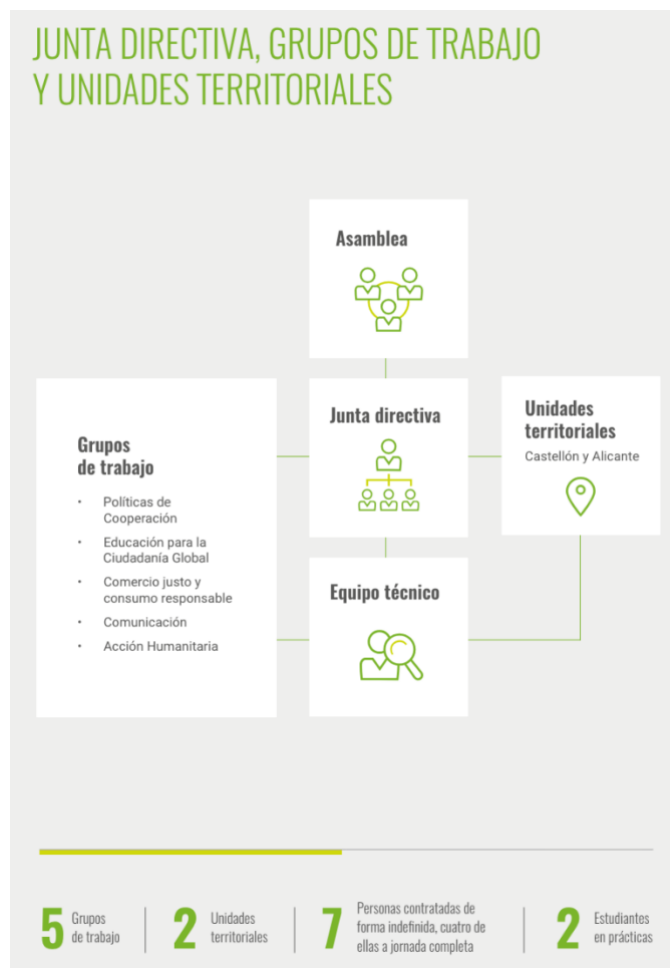 JUNTA DIRECTIVA, GRUPOS DE TRABAJO
Y UNIDADES TERRITORIALES
Asamblea
Grupos
de trabajo
• Políticas de
Cooperación
• Educación para la
Ciudadanía Global
• Comercio justo y
consumo responsable
• Comunicación
• Acción Humanitaria
Junta directiva
Unidades
territoriales
Castellón y Alicante
Equipo técnico
5 Grupos
de trabajo
2 Unidades
territoriales
7 Personas contratadas de
forma indefinida, cuatro de
ellas a jornada completa
2 Estudiantes
en prácticas